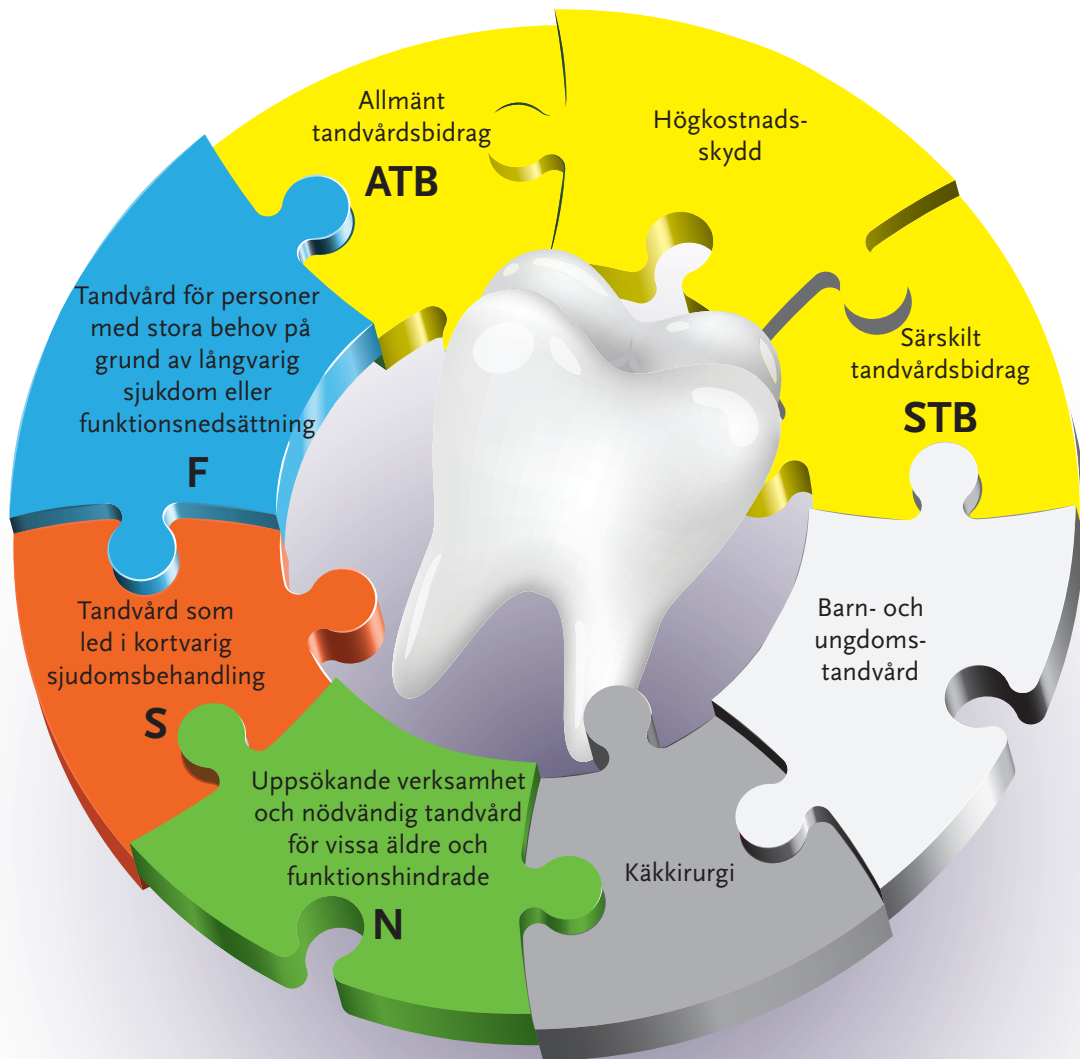 Allmänt
tandvårdsbidrag
ATB
Högkostnads-
skydd
Särskilt
tandvårdsbidrag
STB
Barn- och
ungdoms-
tandvård
Käkkirurgi
Uppsökande verksamhet
och nödvändig tandvård
för vissa äldre och
funktionshindrade
N
Tandvård som
led i kortvarig
sjudomsbehandling
S
Tandvård för personer
med stora behov på
grund av långvarig
sjukdom eller
funktionsnedsättning
F